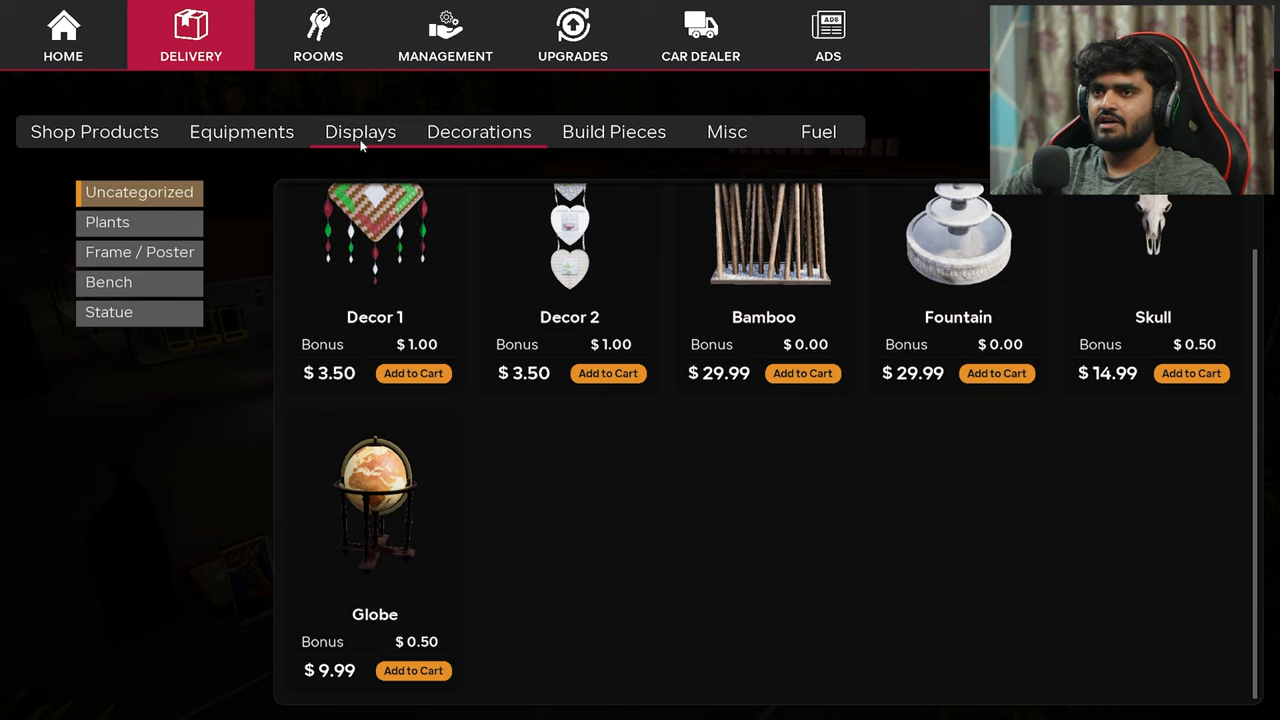 HOME
DELIVERY
ROOMS
MANAGEMENT
UPGRADES
CAR DEALER
ADS
ADS
Shop Products
Equipments
Displays
Decorations
Build Pieces
Misc
Fuel
Uncategorized
Plants
Frame / Poster
Bench
Statue
Decor 1
Bonus $ 1.00
$ 3.50 Add to Cart
Decor 2
Bonus $ 1.00
$ 3.50 Add to Cart
Bamboo
Bonus $ 0.00
$ 29.99 Add to Cart
Fountain
Bonus $ 0.00
$ 29.99 Add to Cart
Skull
Bonus $ 0.50
$ 14.99 Add to Cart
Globe
Bonus $ 0.50
$ 9.99 Add to Cart